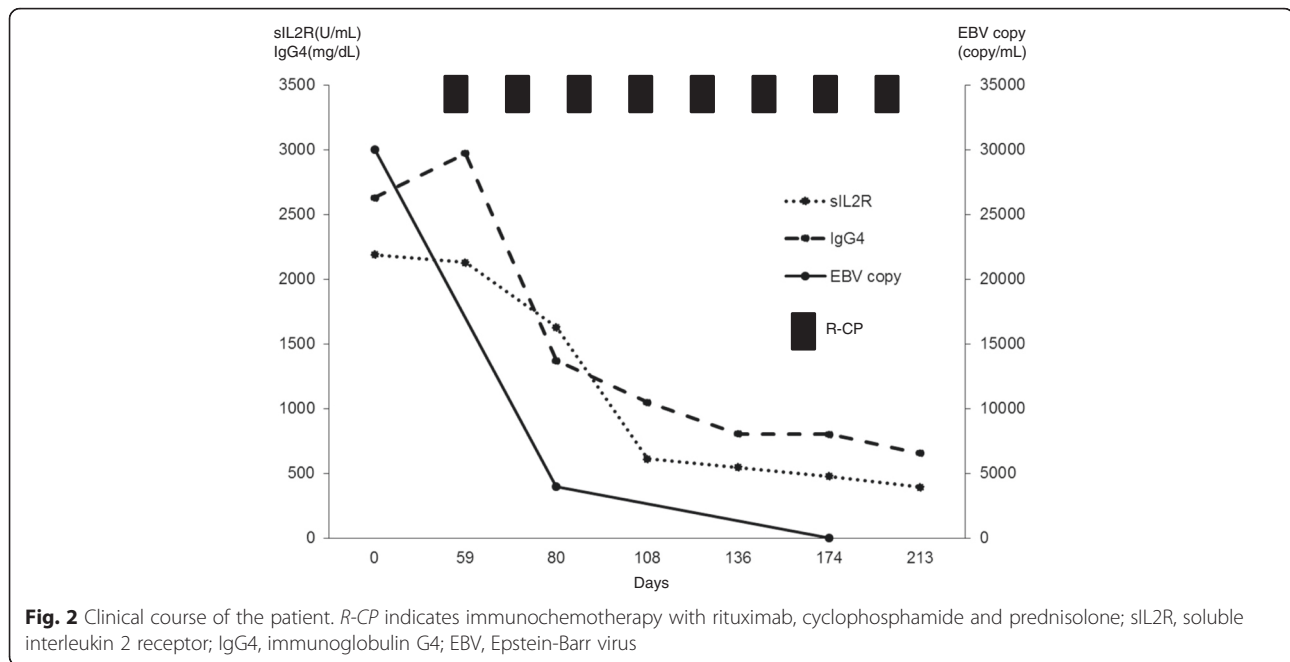 sIL2R(U/mL)
IgG4(mg/dL)
EBV copy
(copy/mL)
3500
3000
2500
2000
1500
1000
500
0
35000
30000
25000
20000
15000
10000
5000
0
sIL2R
IgG4
EBV copy
R-CP
0 59 80 108 136 174 213
Days
Fig. 2 Clinical course of the patient. R-CP indicates immunochemotherapy with rituximab, cyclophosphamide and prednisolone; sIL2R, soluble
interleukin 2 receptor; IgG4, immunoglobulin G4; EBV, Epstein-Barr virus